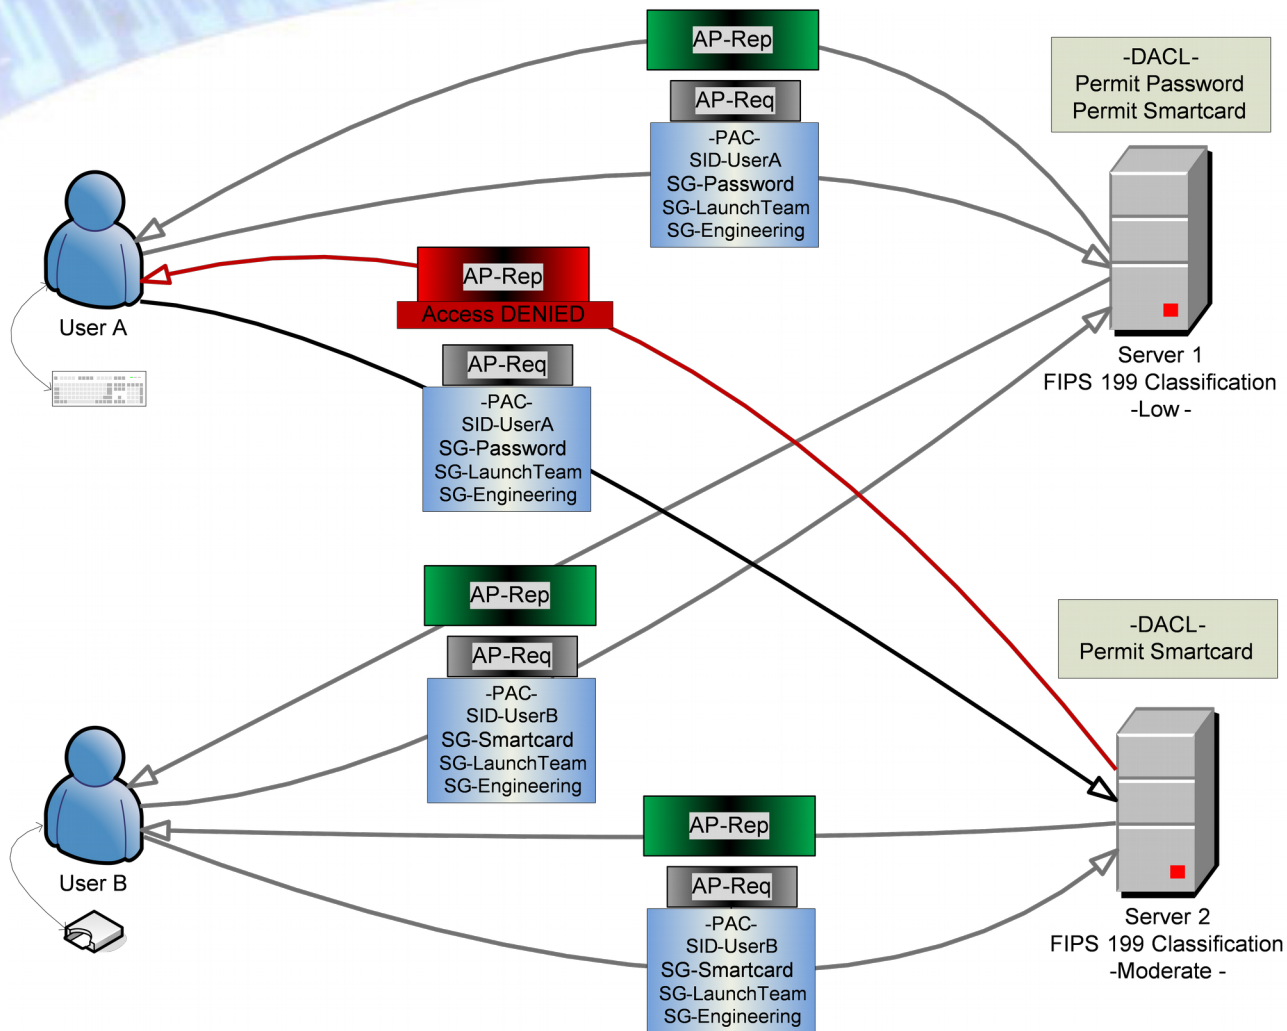 AP-Rep
AP-Req
-PAC-
SID-UserA
SG-Password
SG-LaunchTeam
SG-Engineering
-DACL-
Permit Password
Permit Smartcard
User A
AP-Rep
Access DENIED
AP-Req
-PAC-
SID-UserA
SG-Password
SG-LaunchTeam
SG-Engineering
Server 1
FIPS 199 Classification
-Low -
AP-Rep
AP-Req
-PAC-
SID-UserB
SG-Smartcard
SG-LaunchTeam
SG-Engineering
-DACL-
Permit Smartcard
User B
AP-Rep
AP-Req
-PAC-
SID-UserB
SG-Smartcard
SG-LaunchTeam
SG-Engineering
Server 2
FIPS 199 Classification
-Moderate -